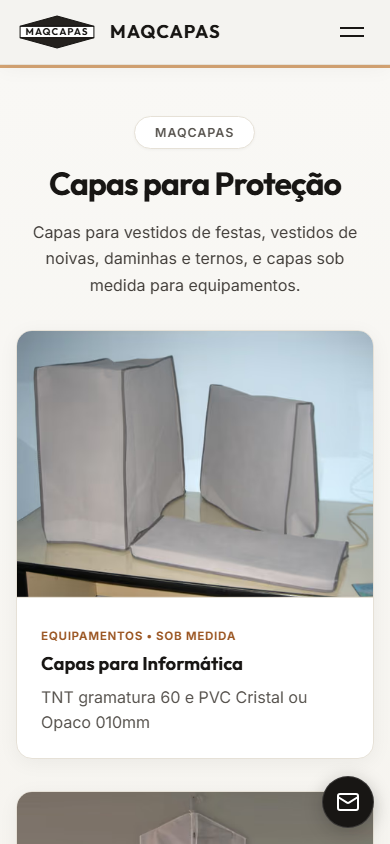 MAQCAPAS MAQCAPAS
MAQCAPAS
Capas para Proteção
Capas para vestidos de festas, vestidos de
noivas, daminhas e ternos, e capas sob
medida para equipamentos.
EQUIPAMENTOS • SOB MEDIDA
Capas para Informática
TNT gramatura 60 e PVC Cristal ou
Opaco 010mm